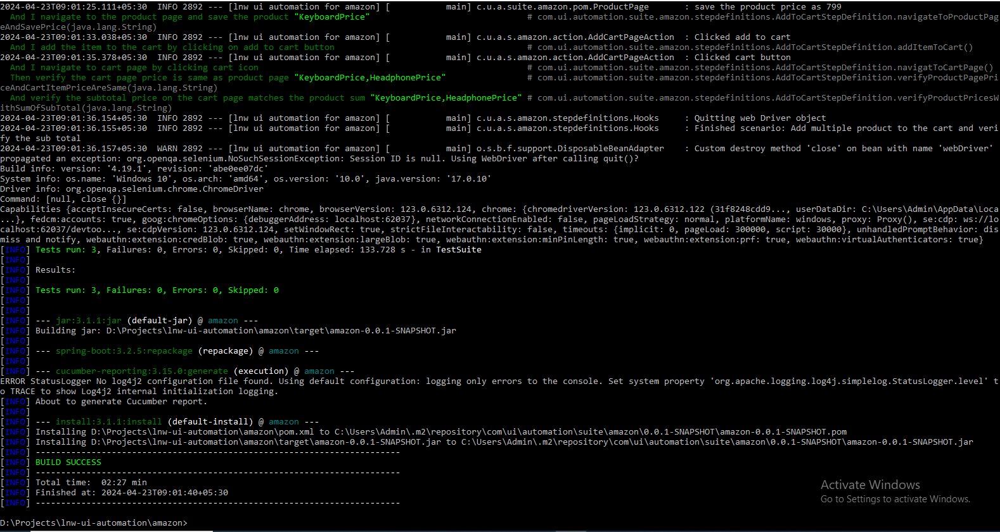 2024-04-23T09:01:25.111+05:30  INFO 2892 --- [lnw ui automation for amazon] [           main] c.u.a.suite.amazon.pom.ProductPage       : save the product price as 799
  And I navigate to the product page and save the product "KeyboardPrice"                               # com.ui.automation.suite.amazon.stepdefinitions.AddToCartStepDefinition.navigateToProductPag
eAndSavePrice(java.lang.String)
2024-04-23T09:01:33.038+05:30  INFO 2892 --- [lnw ui automation for amazon] [           main] c.u.a.s.amazon.action.AddCartPageAction  : Clicked add to cart
  And I add the item to the cart by clicking on add to cart button                                      # com.ui.automation.suite.amazon.stepdefinitions.AddToCartStepDefinition.addItemToCart()
2024-04-23T09:01:35.378+05:30  INFO 2892 --- [lnw ui automation for amazon] [           main] c.u.a.s.amazon.action.AddCartPageAction  : Clicked cart button
  And I navigate to cart page by clicking cart icon                                                     # com.ui.automation.suite.amazon.stepdefinitions.AddToCartStepDefinition.navigatToCartPage()
  Then verify the cart page price is same as product page "KeyboardPrice,HeadphonePrice"                # com.ui.automation.suite.amazon.stepdefinitions.AddToCartStepDefinition.verifyProductPagePri
ceAndCartItemPriceAreSame(java.lang.String)
  And verify the subtotal price on the cart page matches the product sum "KeyboardPrice,HeadphonePrice" # com.ui.automation.suite.amazon.stepdefinitions.AddToCartStepDefinition.verifyProductPricesW
ithSumOfSubTotal(java.lang.String)
2024-04-23T09:01:36.154+05:30  INFO 2892 --- [lnw ui automation for amazon] [           main] c.u.a.s.amazon.stepdefinitions.Hooks     : Quitting web Driver object
2024-04-23T09:01:36.155+05:30  INFO 2892 --- [lnw ui automation for amazon] [           main] c.u.a.s.amazon.stepdefinitions.Hooks     : Finished scenario: Add multiple product to the cart and veri
fy the sub total
2024-04-23T09:01:36.157+05:30  WARN 2892 --- [lnw ui automation for amazon] [           main] o.s.b.f.support.DisposableBeanAdapter    : Custom destroy method 'close' on bean with name 'webDriver'
propagated an exception: org.openqa.selenium.NoSuchSessionException: Session ID is null. Using WebDriver after calling quit()?
Build info: version: '4.19.1', revision: 'abe0ee07dc'
System info: os.name: 'Windows 10', os.arch: 'amd64', os.version: '10.0', java.version: '17.0.10'
Driver info: org.openqa.selenium.chrome.ChromeDriver
Command: [null, close {}]
Capabilities {acceptInsecureCerts: false, browserName: chrome, browserVersion: 123.0.6312.124, chrome: {chromedriverVersion: 123.0.6312.122 (31f8248cdd9..., userDataDir: C:\Users\Admin\AppData\Loca
...}, fedcm:accounts: true, goog:chromeOptions: {debuggerAddress: localhost:62037}, networkConnectionEnabled: false, pageLoadStrategy: normal, platformName: windows, proxy: Proxy(), se:cdp: ws://lo
calhost:62037/devtoo..., se:cdpVersion: 123.0.6312.124, setWindowRect: true, strictFileInteractability: false, timeouts: {implicit: 0, pageLoad: 300000, script: 30000}, unhandledPromptBehavior: dis
miss and notify, webauthn:extension:credBlob: true, webauthn:extension:largeBlob: true, webauthn:extension:minPinLength: true, webauthn:extension:prf: true, webauthn:virtualAuthenticators: true}
[INFO] Tests run: 3, Failures: 0, Errors: 0, Skipped: 0, Time elapsed: 133.728 s - in TestSuite
[INFO]
[INFO] Results:
[INFO]
[INFO] Tests run: 3, Failures: 0, Errors: 0, Skipped: 0
[INFO]
[INFO]
[INFO] --- jar:3.1.1:jar (default-jar) @ amazon ---
[INFO] Building jar: D:\Projects\lnw-ui-automation\amazon\target\amazon-0.0.1-SNAPSHOT.jar
[INFO]
[INFO] --- spring-boot:3.2.5:repackage (repackage) @ amazon ---
[INFO]
[INFO] --- cucumber-reporting:3.15.0:generate (execution) @ amazon ---
ERROR StatusLogger No log4j2 configuration file found. Using default configuration: logging only errors to the console. Set system property 'org.apache.logging.log4j.simplelog.StatusLogger.level' t
o TRACE to show Log4j2 internal initialization logging.
[INFO] About to generate Cucumber report.
[INFO]
[INFO] --- install:3.1.1:install (default-install) @ amazon ---
[INFO] Installing D:\Projects\lnw-ui-automation\amazon\pom.xml to C:\Users\Admin\.m2\repository\com\ui\automation\suite\amazon\0.0.1-SNAPSHOT\amazon-0.0.1-SNAPSHOT.pom
[INFO] Installing D:\Projects\lnw-ui-automation\amazon\target\amazon-0.0.1-SNAPSHOT.jar to C:\Users\Admin\.m2\repository\com\ui\automation\suite\amazon\0.0.1-SNAPSHOT\amazon-0.0.1-SNAPSHOT.jar
[INFO] ------------------------------------------------------------------------
[INFO] BUILD SUCCESS
[INFO] ------------------------------------------------------------------------
[INFO] Total time:  02:27 min
[INFO] Finished at: 2024-04-23T09:01:40+05:30
[INFO] ------------------------------------------------------------------------
Activate Windows
Go to Settings to activate Windows.
D:\Projects\lnw-ui-automation\amazon>